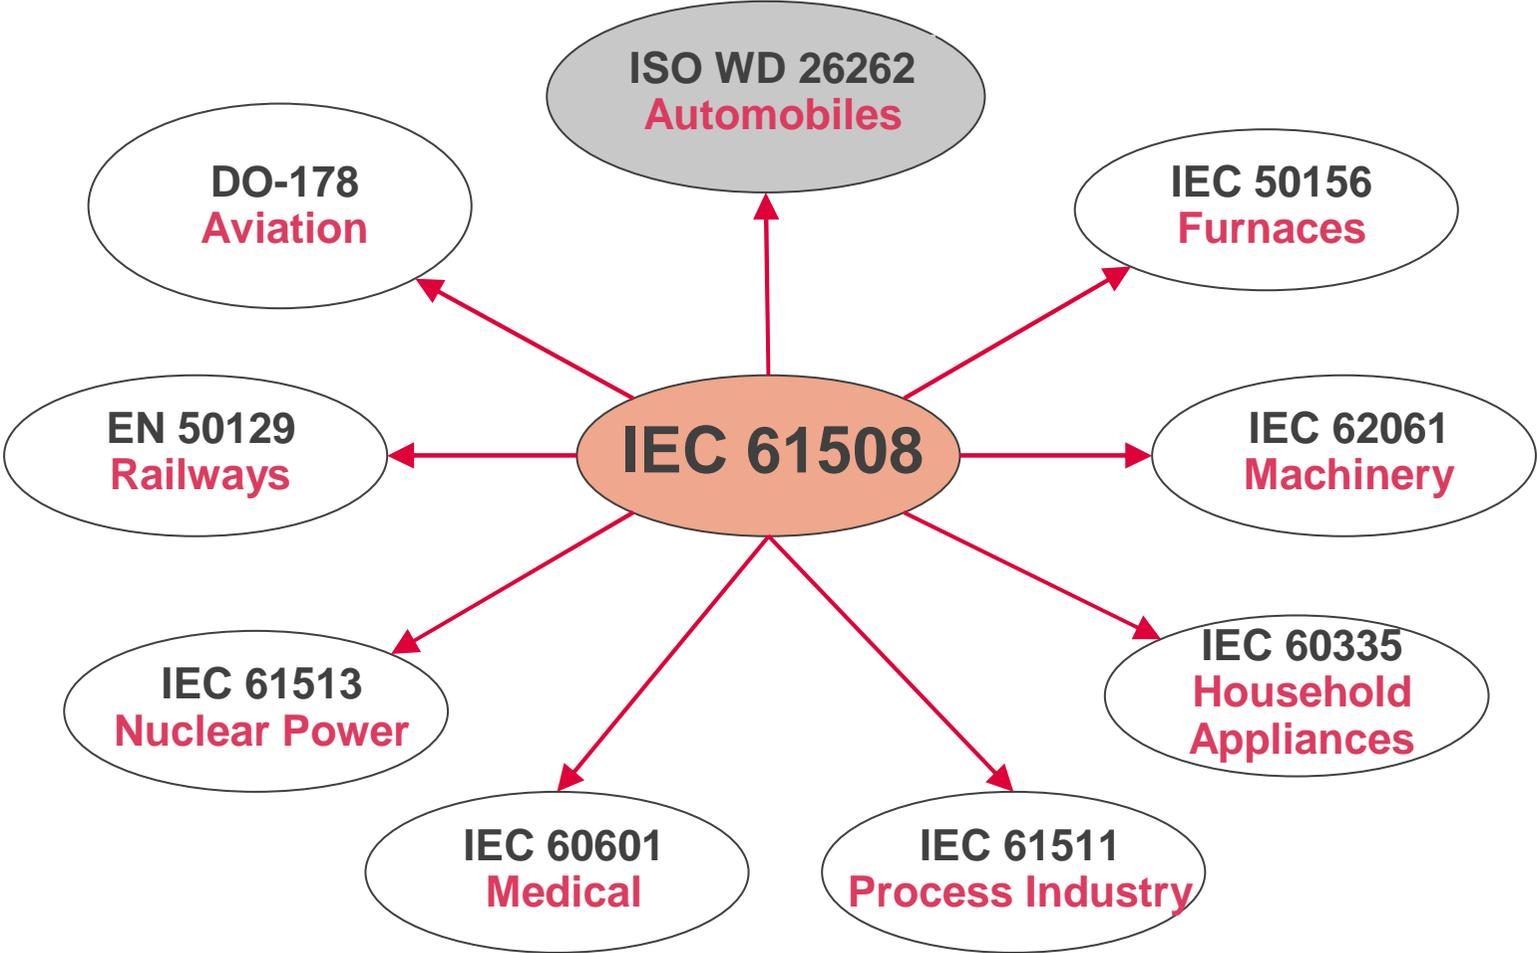 ISO WD 26262
Automobiles
DO-178
Aviation
IEC 50156
Furnaces
EN 50129
Railways
IEC 61508
IEC 62061
Machinery
IEC 61513
Nuclear Power
IEC 60335
Household
Appliances
IEC 60601
Medical
IEC 61511
Process Industry